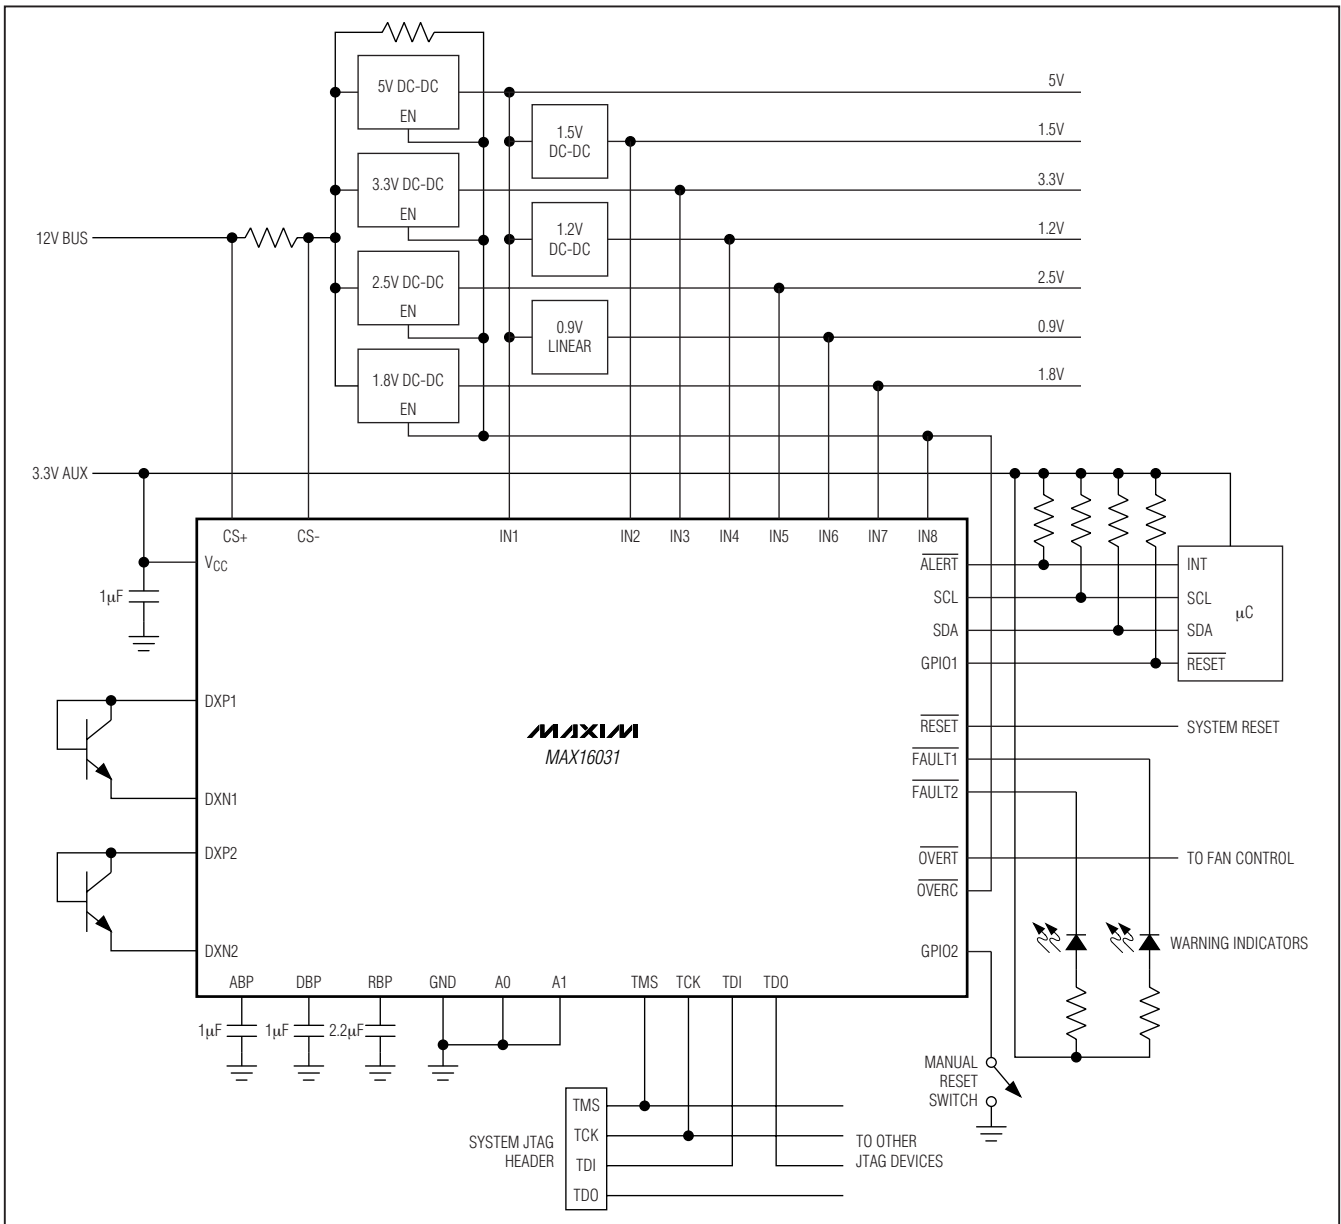 5V DC-DC
EN
5V
1.5V
DC-DC
1.5V
3.3V DC-DC
EN
3.3V
12V BUS
1.2V
DC-DC
1.2V
2.5V DC-DC
EN
2.5V
0.9V
LINEAR
0.9V
1.8V DC-DC
EN
1.8V
3.3V AUX
CS+
CS-
IN1
IN2
IN3
IN4
IN5
IN6
IN7
IN8
VCC
1µF
ALERT
SCL
SDA
GPIO1
INT
SCL
SDA
RESET
µC
DXP1
DXN1
DXP2
DXN2
MAXIM
MAX16031
RESET
SYSTEM RESET
FAULT1
FAULT2
OVERT
TO FAN CONTROL
OVERC
GPIO2
WARNING INDICATORS
ABP
DBP
RBP
GND
A0
A1
TMS
TCK
TDI
TDO
1µF
1µF
2.2µF
MANUAL
RESET
SWITCH
SYSTEM JTAG
HEADER
TMS
TCK
TDI
TDO
TO OTHER
JTAG DEVICES